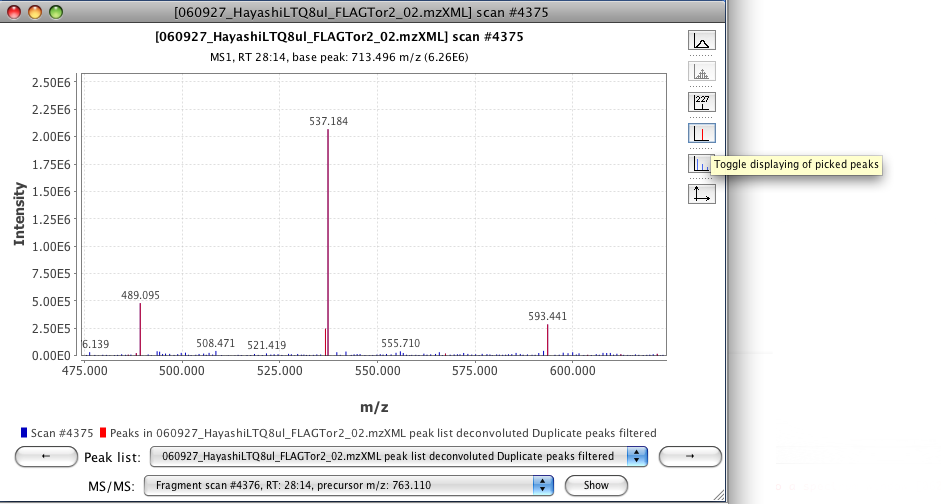 [060927_HayashiLTQ8ul_FLAGTor2_02.mzXML] scan #4375
[060927_HayashiLTQ8ul_FLAGTor2_02.mzXML] scan #4375
MS1, RT 28:14, base peak: 713.496 m/z (6.26E6)
2.50E6
2.25E6
2.00E6
1.75E6
1.50E6
1.25E6
1.00E6
7.50E5
5.00E5
2.50E5
0.00E0
Intensity
537.184
489.095
593.441
6.139
508.471
521.419
555.710
475.000 500.000 525.000 550.000 575.000 600.000
m/z
227
Toggle displaying of picked peaks
Scan #4375 Peaks in 060927_HayashiLTQ8ul_FLAGTor2_02.mzXML peak list deconvoluted Duplicate peaks filtered
← Peak list: 060927_HayashiLTQ8ul_FLAGTor2_02.mzXML peak list deconvoluted Duplicate peaks filtered →
MS/MS: Fragment scan #4376, RT: 28:14, precursor m/z: 763.110 Show